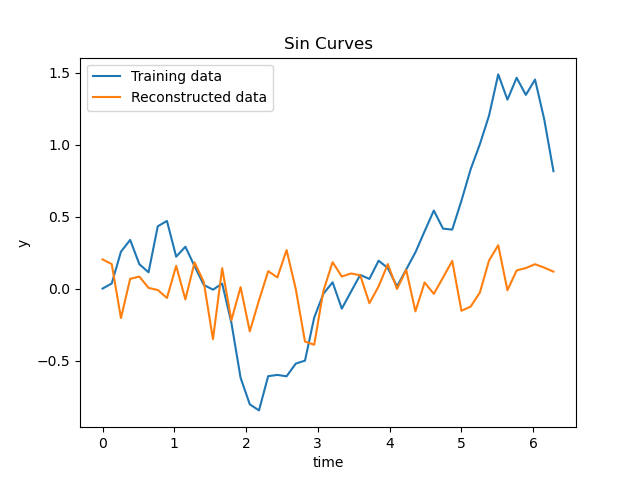 Sin Curves
Training data
Reconstructed data
y
1.5
1.0
0.5
0.0
−0.5
0 1 2 3 4 5 6
time